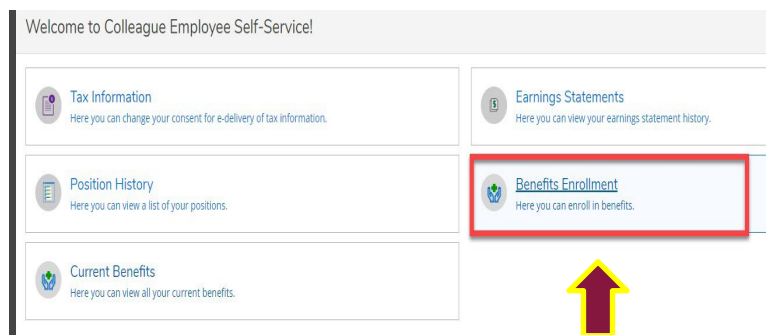 Welcome to Colleague Employee Self-Service!
Tax Information
Here you can change your consent for e-delivery of tax information.
Earnings Statements
Here you can view your earnings statement history.
Position History
Here you can view a list of your positions.
Benefits Enrollment
Here you can enroll in benefits.
Current Benefits
Here you can view all your current benefits.